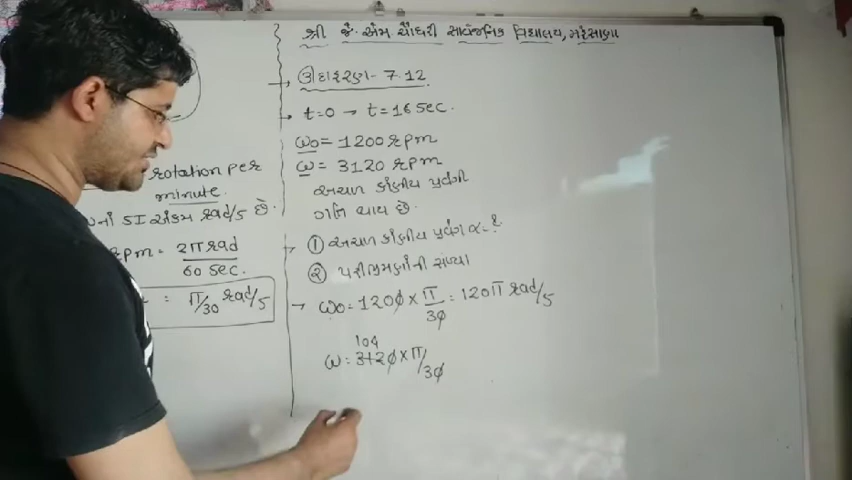 શ્રી જે. એમ ચૌધરી સાર્વજનિક વિદ્યાલય, મહેસાણા
ઉદાહરણ - 7.12
t=0 → t=16 sec.
ω₀ = 1200 rpm
ω = 3120 rpm
અચળ કોણીય પ્રવેગી
ગતિ થાય છે.
① અચળ કોણીય પ્રવેગ α = ?
② પરીભ્રમણોની સંખ્યા
→ ω₀ = 1200 × π/30 = 120π rad/s
104
ω = 3120 × π/30
rotation per
minute.
નો SI એકમ rad/s છે.
rpm = 2π rad
60 sec.
= π/30 rad/s